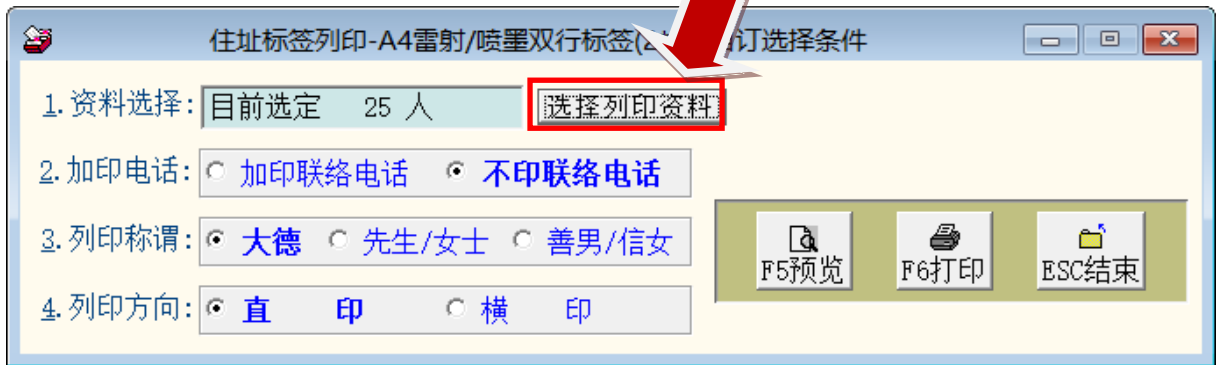 住址标签列印-A4雷射/喷墨双行标签(2 订选择条件
1.资料选择: 目前选定 25 人 选择列印资料
2.加印电话: 加印联络电话 不印联络电话
3.列印称谓: 大德 先生/女士 善男/信女
4.列印方向: 直 印 横 印
F5预览 F6打印 ESC结束